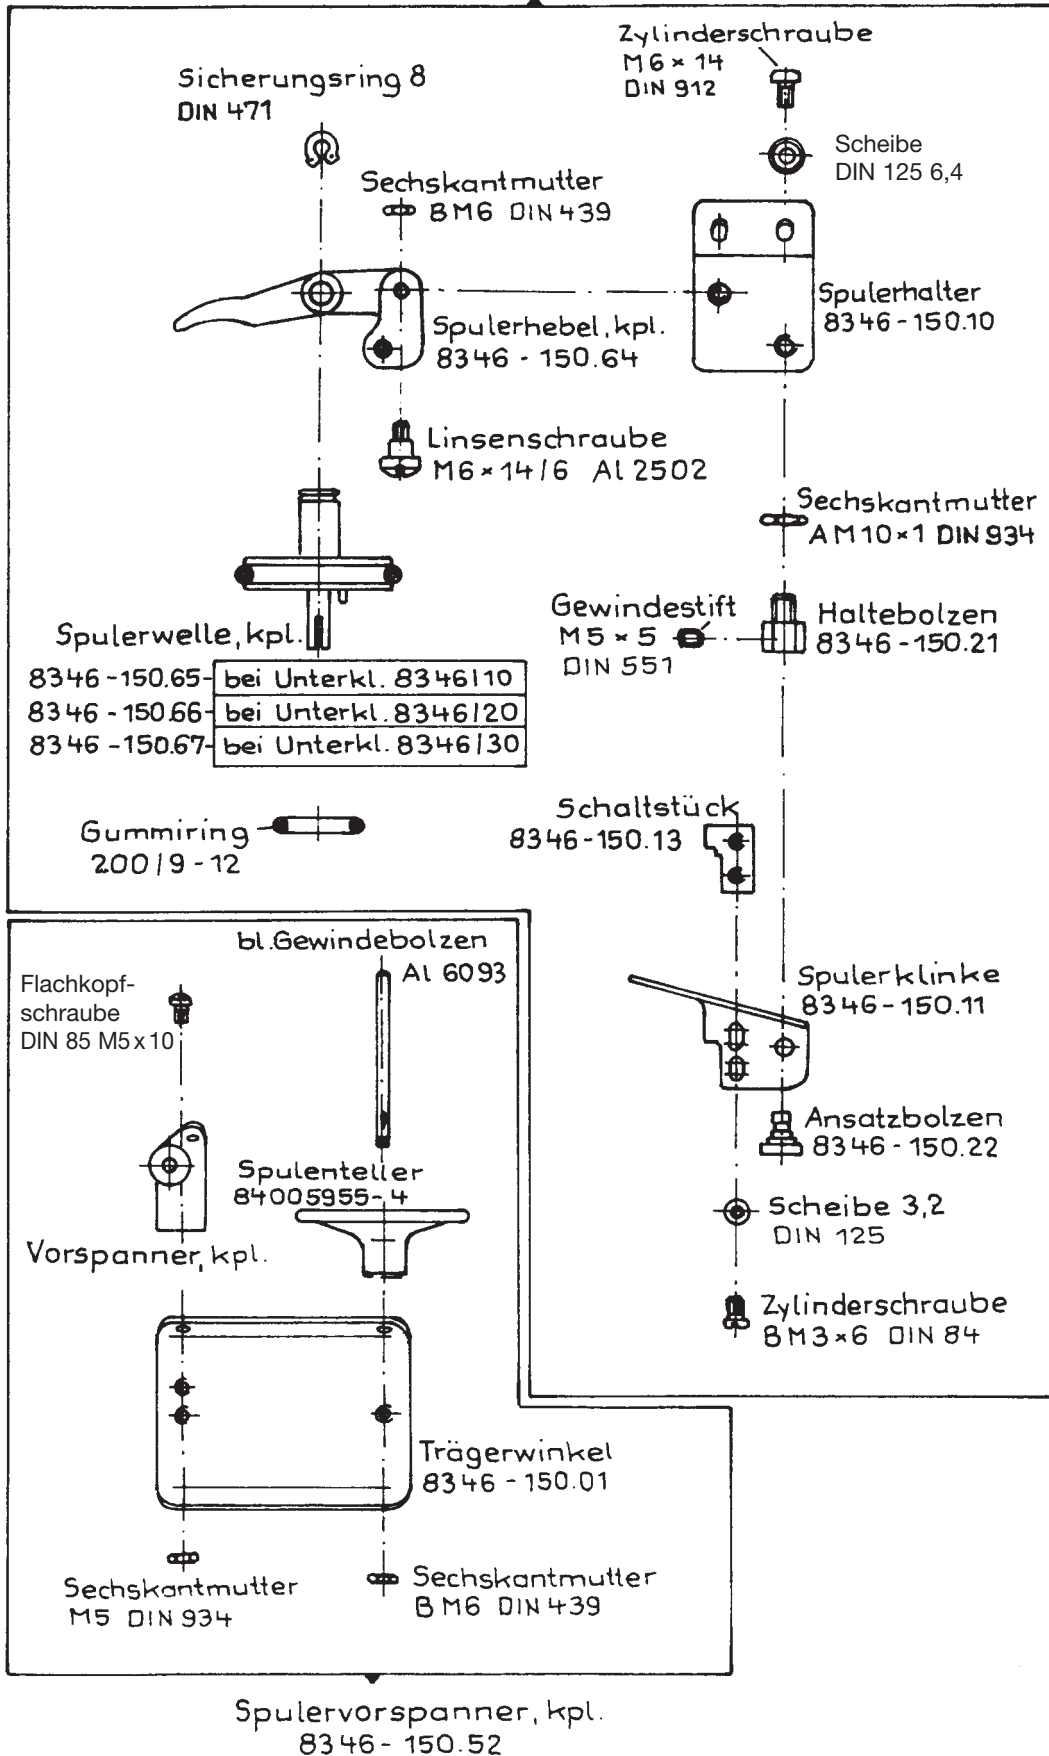 Zylinderschraube
M6 × 14
DIN 912
Sicherungsring 8
DIN 471
Scheibe
DIN 125 6,4
Sechskantmutter
BM6 DIN 439
Spulerhalter
8346-150.10
Spulerhebel, kpl.
8346 - 150.64
Linsenschraube
M6 × 14/6 Al 2502
Sechskantmutter
AM10×1 DIN 934
Gewindestift
M5 × 5
DIN 551
Haltebolzen
8346-150.21
Spulerwelle, kpl.
8346-150.65- bei Unterkl. 8346/10
8346-150.66- bei Unterkl. 8346/20
8346-150.67- bei Unterkl. 8346/30
Schaltstück
8346-150.13
Gummiring
200/9-12
bl. Gewindebolzen
Al 6093
Flachkopf-
schraube
DIN 85 M5x10
Spulerklinke
8346-150.11
Ansatzbolzen
8346-150.22
Spulenteller
84005955-4
Scheibe 3,2
DIN 125
Vorspanner, kpl.
Zylinderschraube
BM3×6 DIN 84
Trägerwinkel
8346-150.01
Sechskantmutter
M5 DIN 934
Sechskantmutter
BM6 DIN 439
Spulervorspanner, kpl.
8346- 150.52